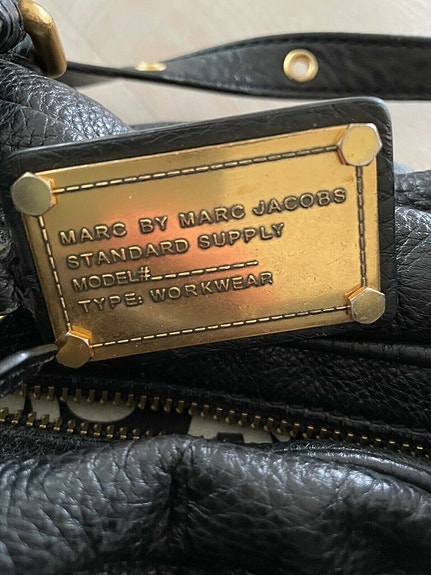 MARC BY MARC JACOBS
STANDARD SUPPLY
MODEL#_ _ _ _ _ _ _ _ _
TYPE: WORKWEAR